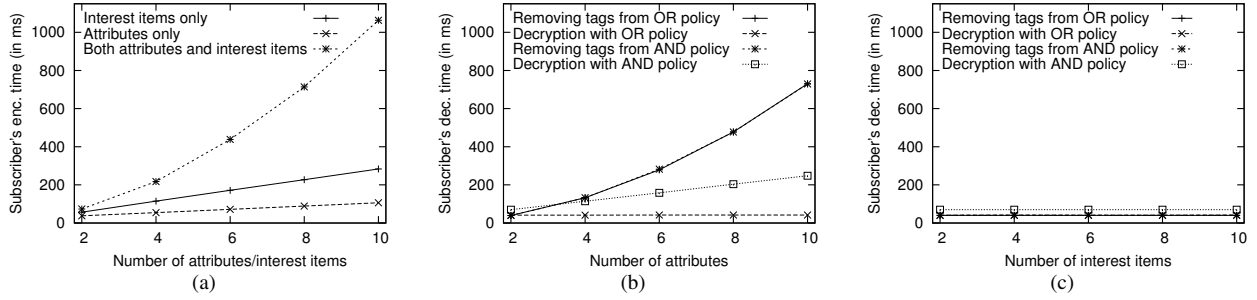 Subscriber's enc. time (in ms)
1000
800
600
400
200
0
Interest items only
Attributes only
Both attributes and interest items
2 4 6 8 10
Number of attributes/interest items
(a)
Subscriber's dec. time (in ms)
1000
800
600
400
200
0
Removing tags from OR policy
Decryption with OR policy
Removing tags from AND policy
Decryption with AND policy
2 4 6 8 10
Number of attributes
(b)
Subscriber's dec. time (in ms)
1000
800
600
400
200
0
Removing tags from OR policy
Decryption with OR policy
Removing tags from AND policy
Decryption with AND policy
2 4 6 8 10
Number of interest items
(c)